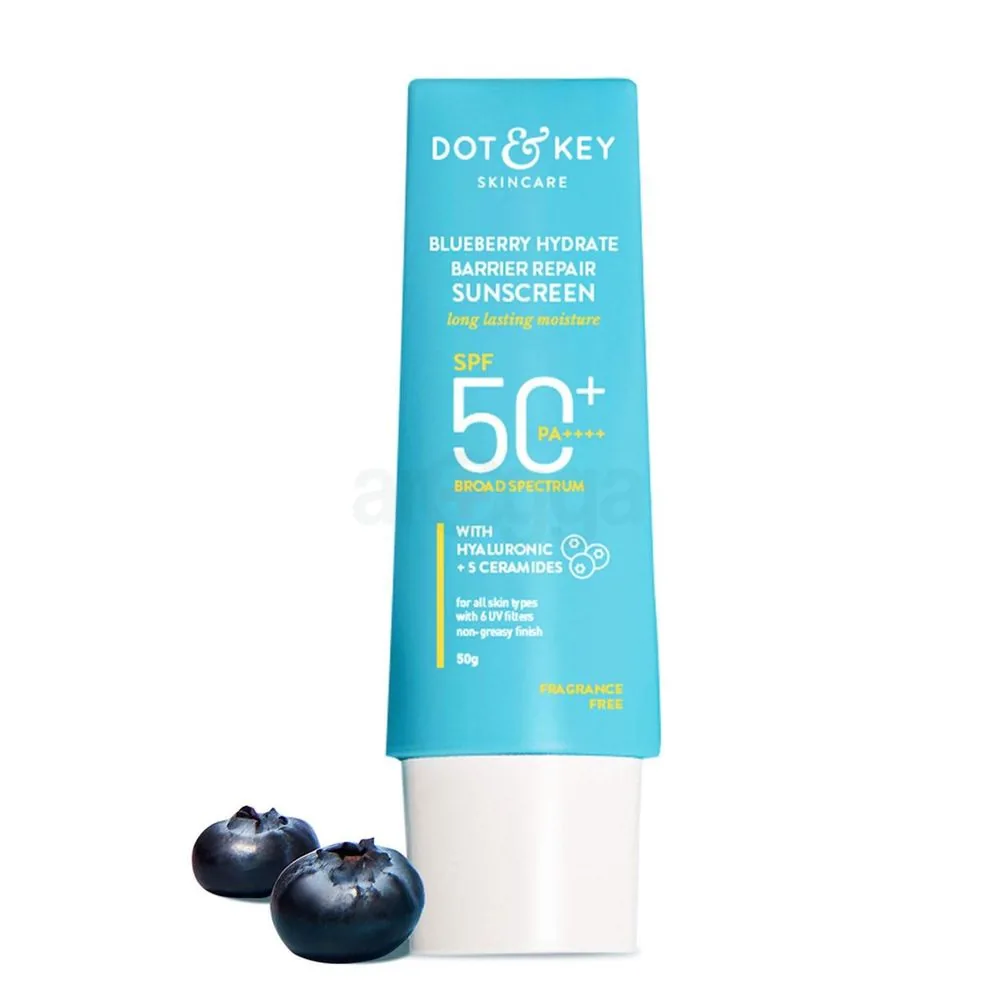 DOT & KEY
SKINCARE
BLUEBERRY HYDRATE
BARRIER REPAIR
SUNSCREEN
long lasting moisture
SPF
50+
PA++++
BROAD SPECTRUM
WITH
HYALURONIC
+ 5 CERAMIDES
for all skin types
with 6 UV filters
non-greasy finish
50g
FRAGRANCE
FREE